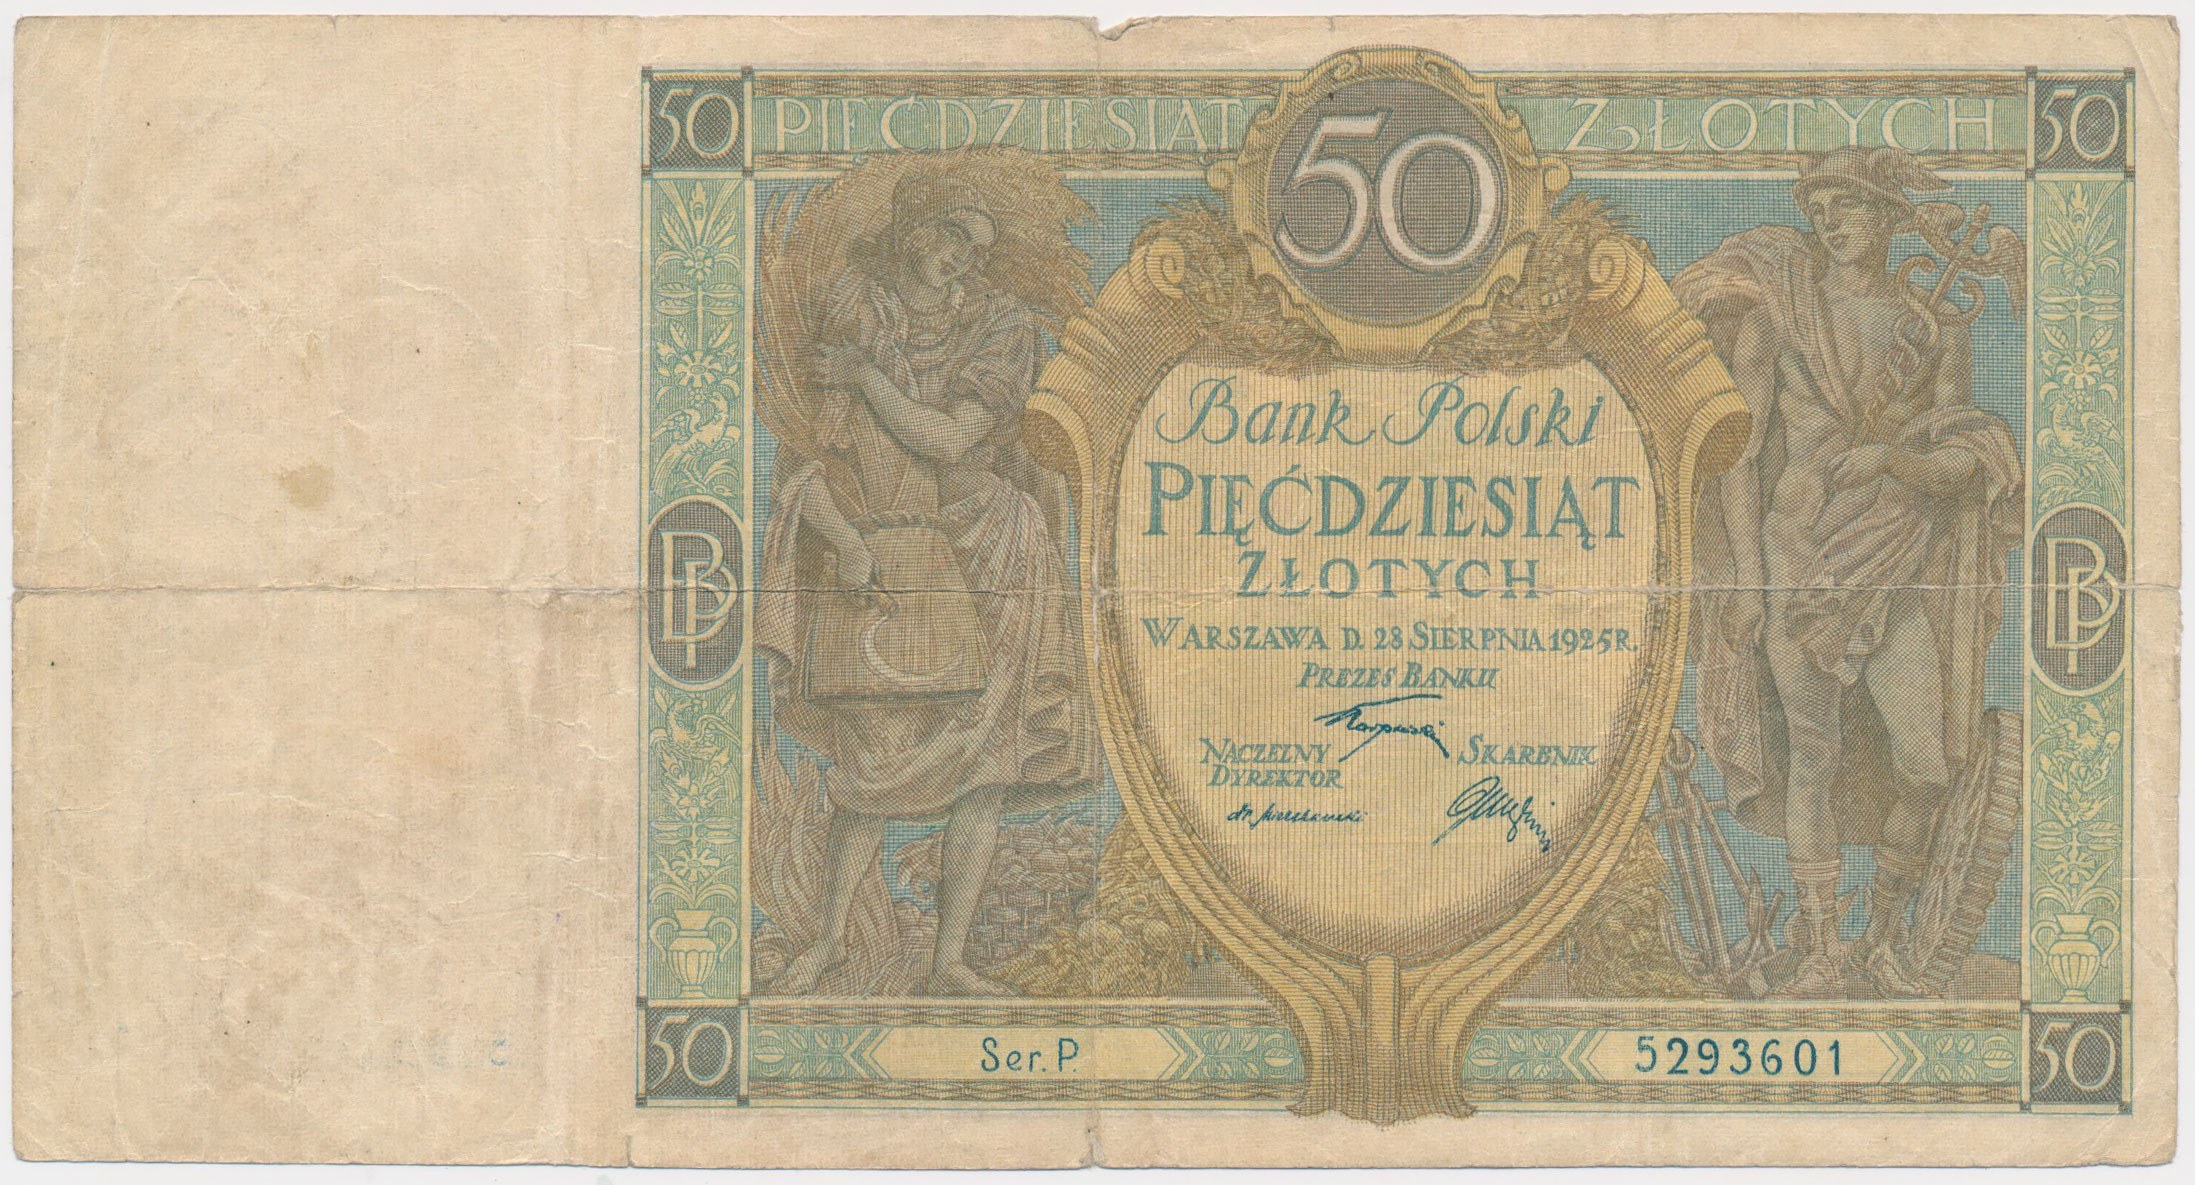 50 PIĘĆDZIESIĄT 50 ZŁOTYCH 50
Bank Polski
PIĘĆDZIESIĄT
ZŁOTYCH
WARSZAWA D. 28 SIERPNIA 1925 R.
PREZES BANKU
Karpiński
NACZELNY DYREKTOR
SKARBNIK
BP BP
50 Ser. P. 5293601 50